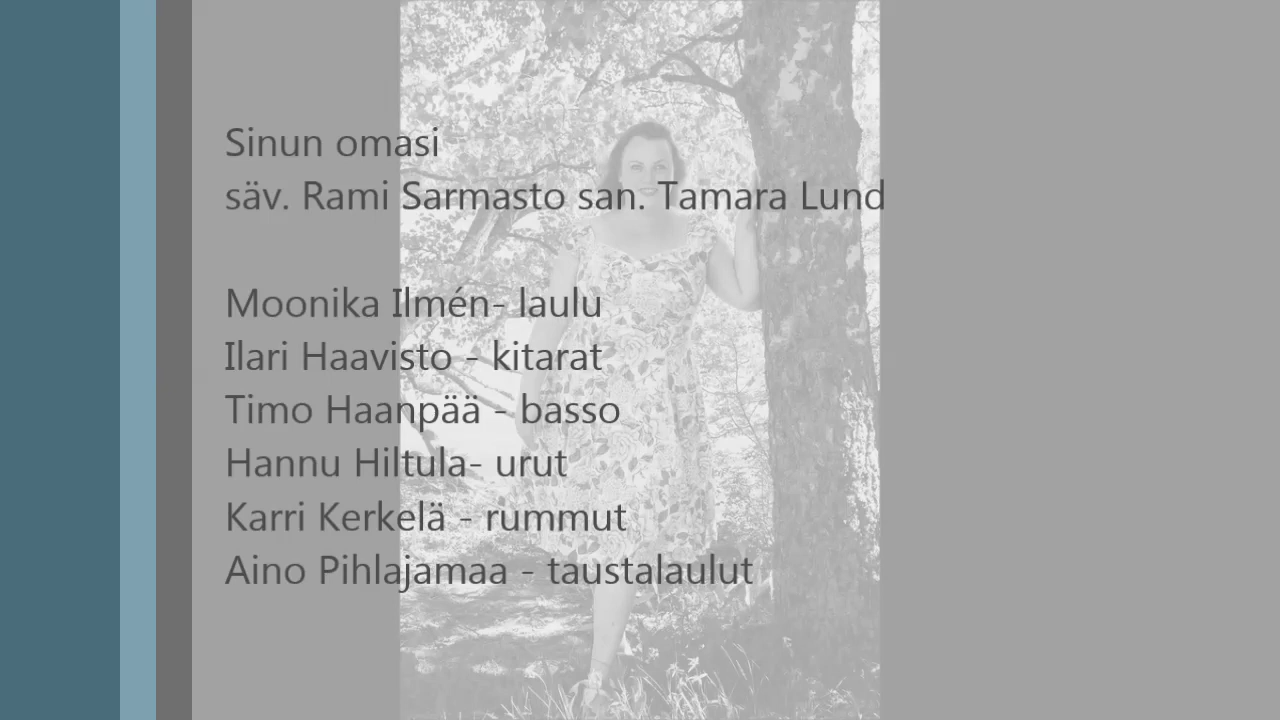 Sinun omasi
säv. Rami Sarmasto san. Tamara Lund
Moonika Ilmén- laulu
Ilari Haavisto - kitarat
Timo Haanpää - basso
Hannu Hiltula- urut
Karri Kerkelä - rummut
Aino Pihlajamaa - taustalaulut